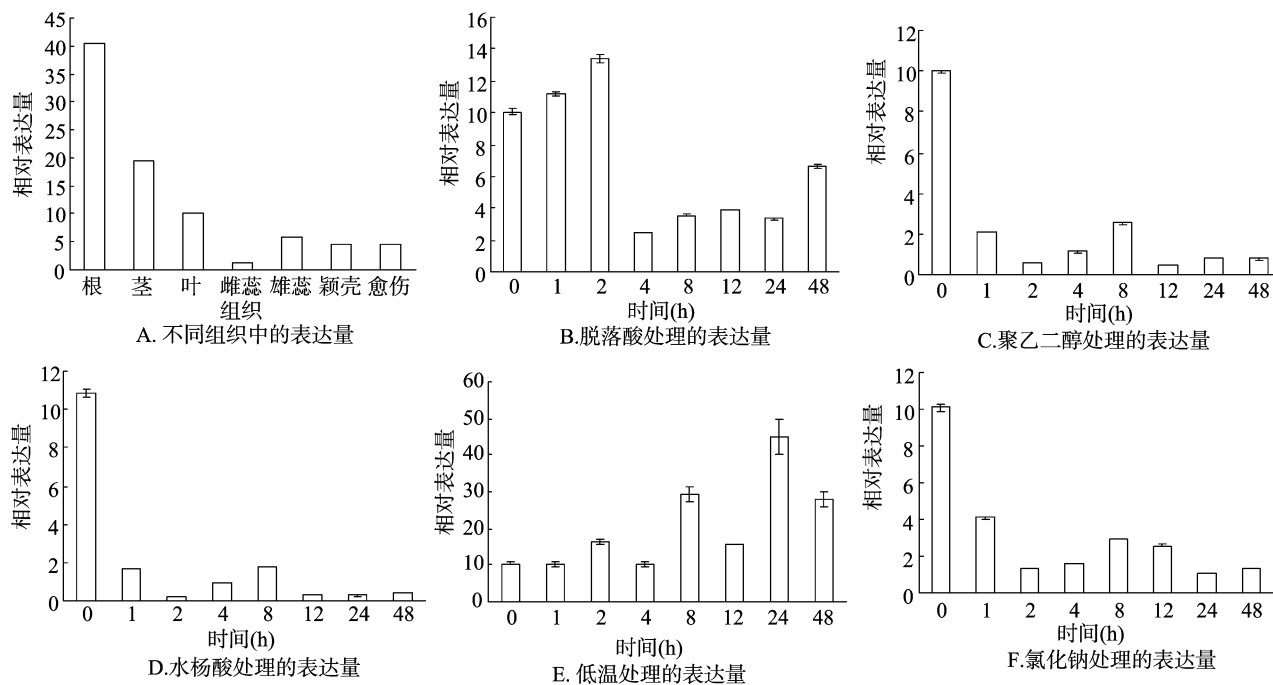 相对表达量
45
40
35
30
25
20
15
10
5
0
根 茎 叶 雌蕊 雄蕊 颖壳 愈伤
组织
A. 不同组织中的表达量
相对表达量
16
14
12
10
8
6
4
2
0
0 1 2 4 8 12 24 48
时间(h)
B.脱落酸处理的表达量
相对表达量
12
10
8
6
4
2
0
0 1 2 4 8 12 24 48
时间(h)
C.聚乙二醇处理的表达量
相对表达量
12
10
8
6
4
2
0
0 1 2 4 8 12 24 48
时间(h)
D.水杨酸处理的表达量
相对表达量
60
50
40
30
20
10
0
0 1 2 4 8 12 24 48
时间(h)
E. 低温处理的表达量
相对表达量
12
10
8
6
4
2
0
0 1 2 4 8 12 24 48
时间(h)
F.氯化钠处理的表达量